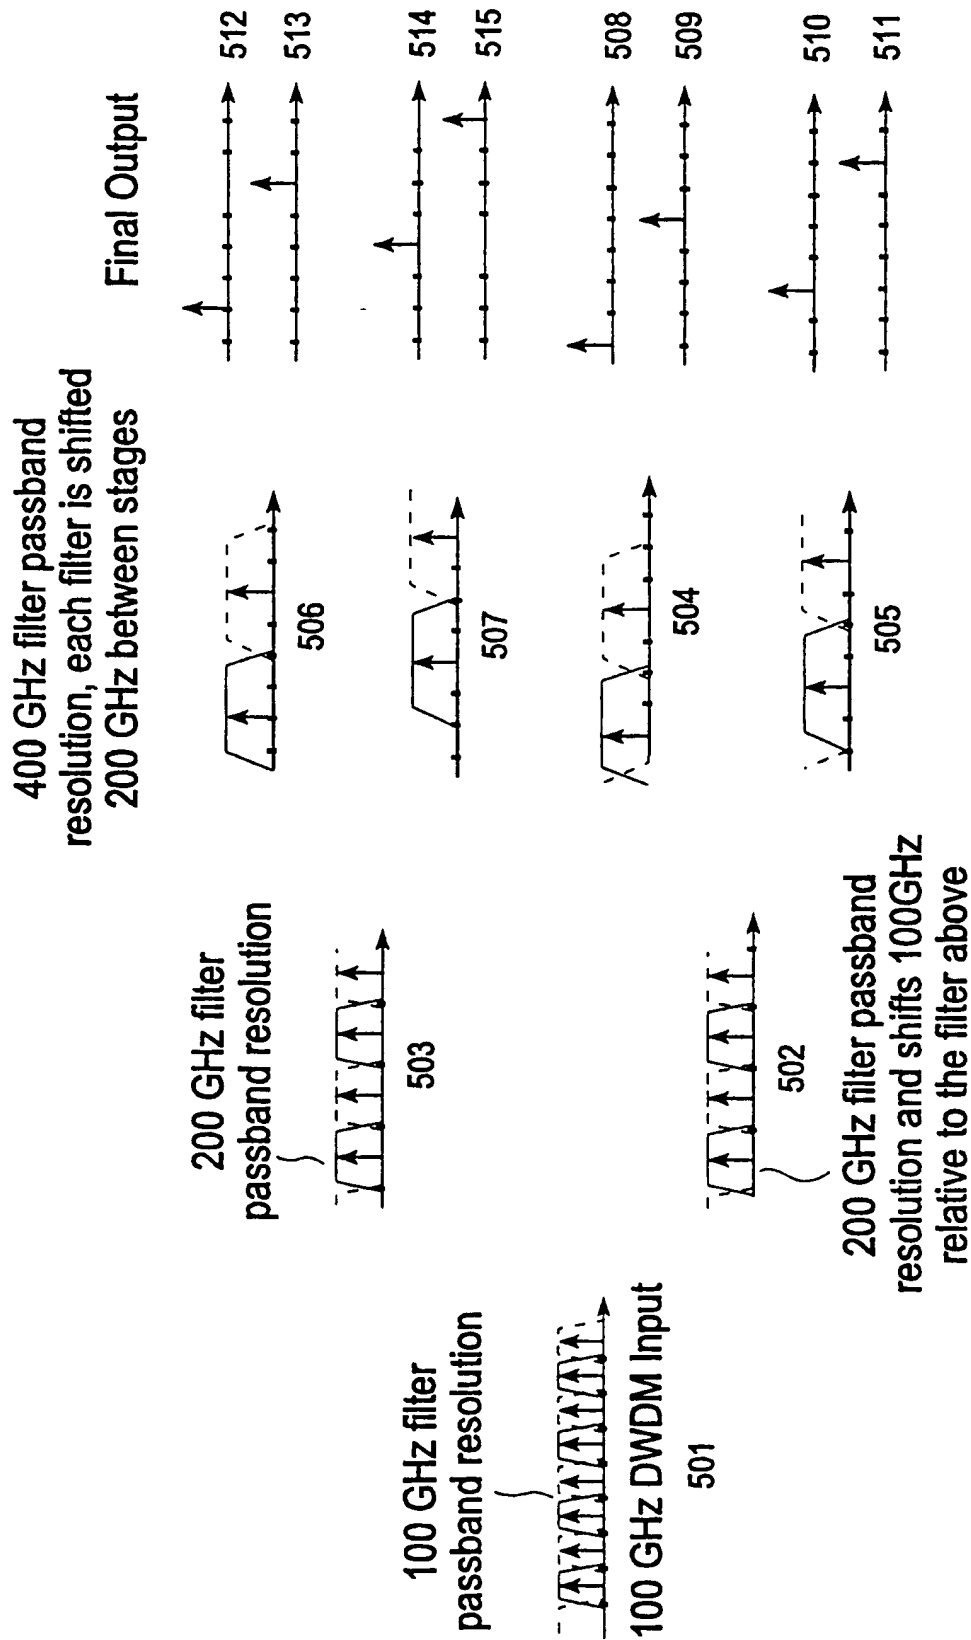 100 GHz filter
passband resolution
100 GHz DWDM Input
501
200 GHz filter
passband resolution
503
502
200 GHz filter passband
resolution and shifts 100GHz
relative to the filter above
400 GHz filter passband
resolution, each filter is shifted
200 GHz between stages
506
507
504
505
Final Output
512
513
514
515
508
509
510
511